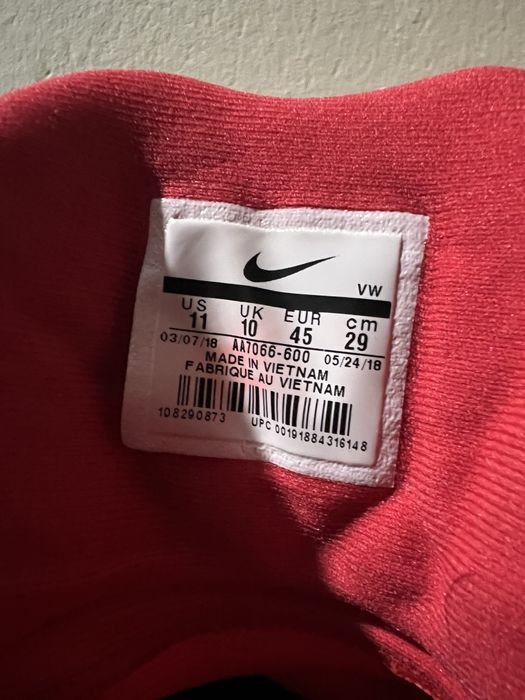 VW
US UK EUR cm
11 10 45 29
03/07/18 AA7066-600 05/24/18
MADE IN VIETNAM
FABRIQUE AU VIETNAM
108290873 UPC 00191884316148